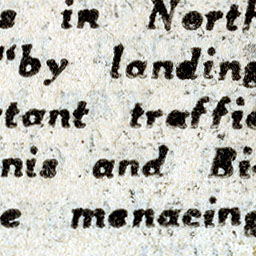 s in North
"by landing
tant traffic
nis and Bi
e menacing